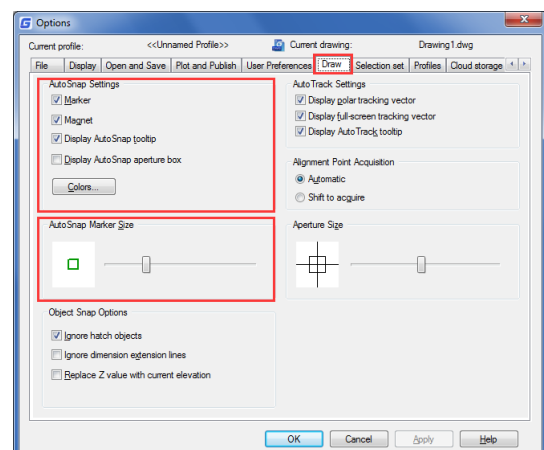 Options
Current profile: <<Unnamed Profile>> Current drawing: Drawing1.dwg
File Display Open and Save Plot and Publish User Preferences Draw Selection set Profiles Cloud storage
AutoSnap Settings
Marker
Magnet
Display AutoSnap tooltip
Display AutoSnap aperture box
Colors...
AutoTrack Settings
Display polar tracking vector
Display full-screen tracking vector
Display AutoTrack tooltip
Alignment Point Acquisition
Automatic
Shift to acquire
AutoSnap Marker Size
Aperture Size
Object Snap Options
Ignore hatch objects
Ignore dimension extension lines
Replace Z value with current elevation
OK Cancel Apply Help